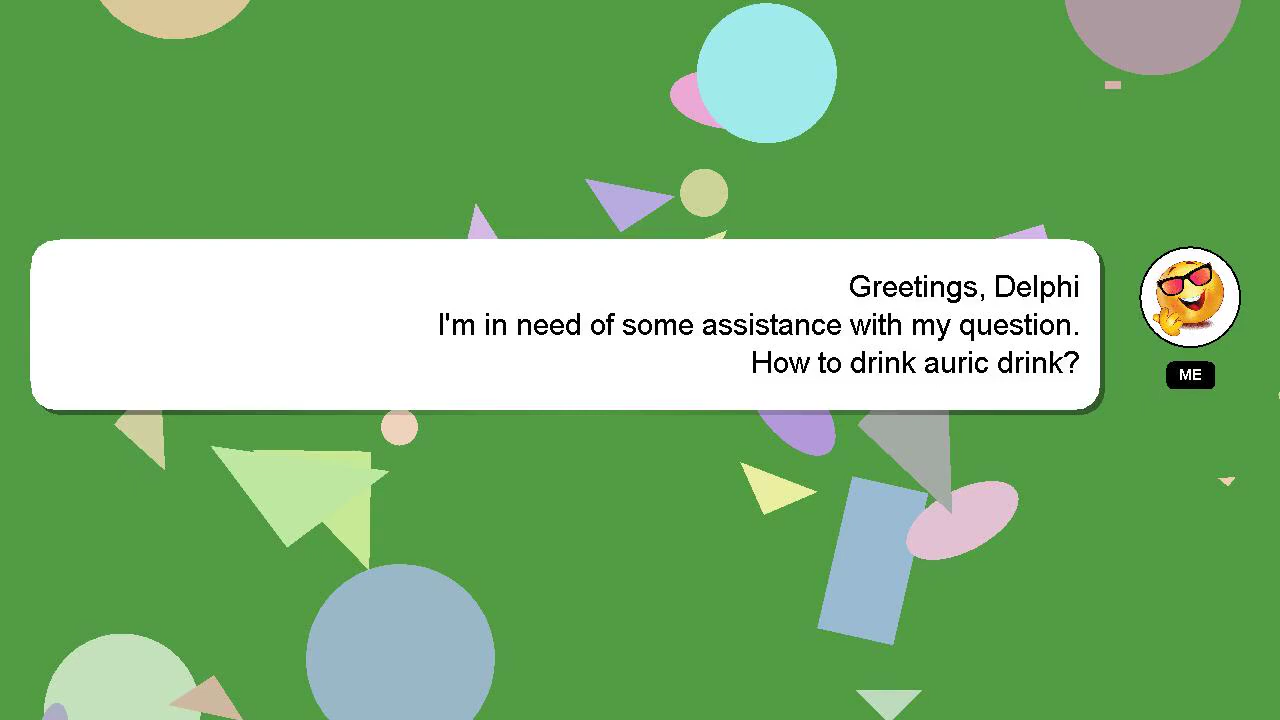 Greetings, Delphi
I'm in need of some assistance with my question.
How to drink auric drink?
ME